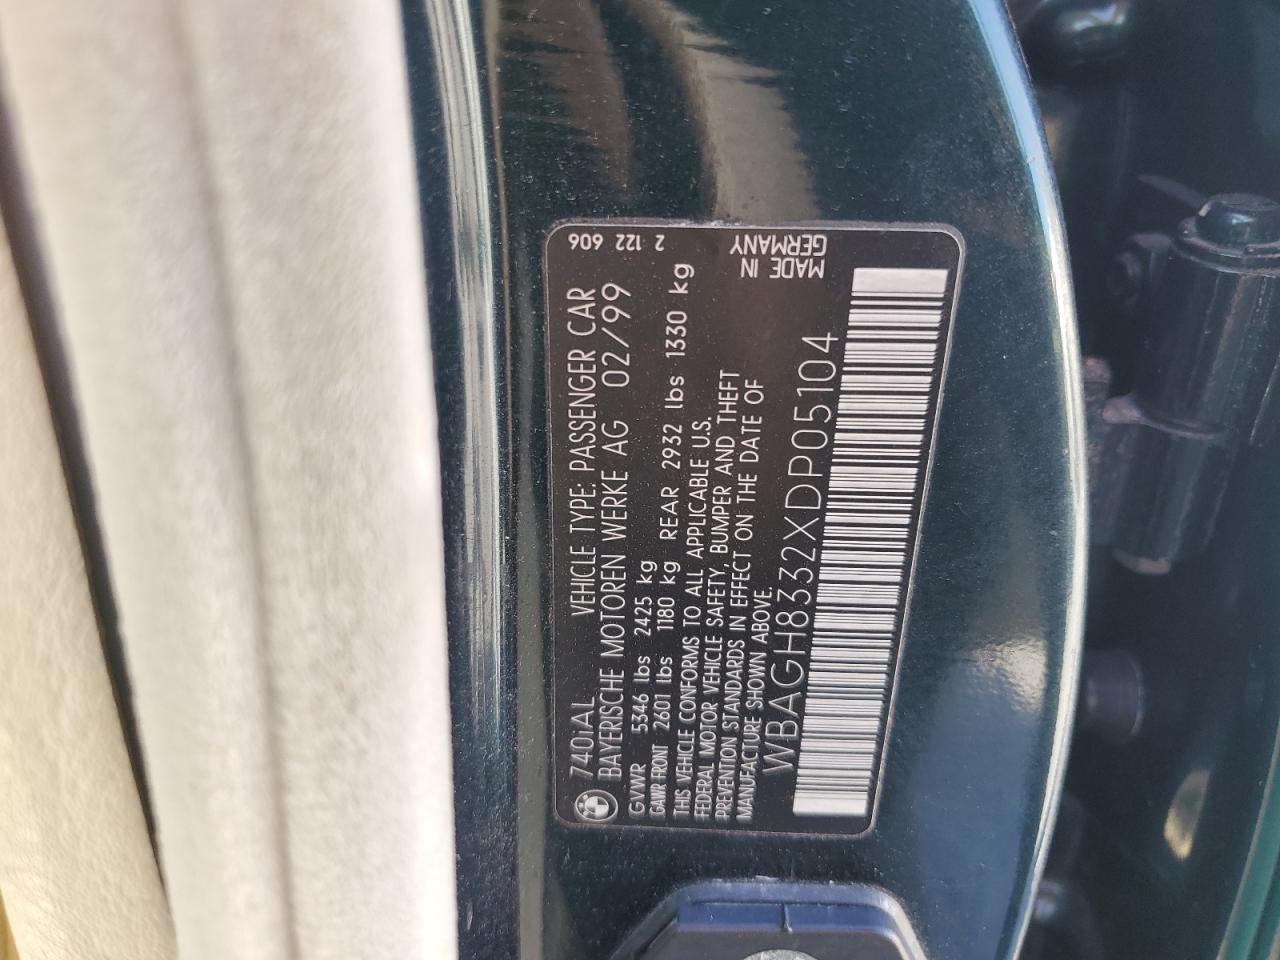 740iAL VEHICLE TYPE: PASSENGER CAR
BAYERISCHE MOTOREN WERKE AG 02/99
GVWR 5346 lbs 2425 kg
GAWR FRONT 2601 lbs 1180 kg REAR 2932 lbs 1330 kg
THIS VEHICLE CONFORMS TO ALL APPLICABLE U.S.
FEDERAL MOTOR VEHICLE SAFETY, BUMPER AND THEFT
PREVENTION STANDARDS IN EFFECT ON THE DATE OF
MANUFACTURE SHOWN ABOVE.
WBAGH8332XDP05104
2 122 606
MADE IN
GERMANY